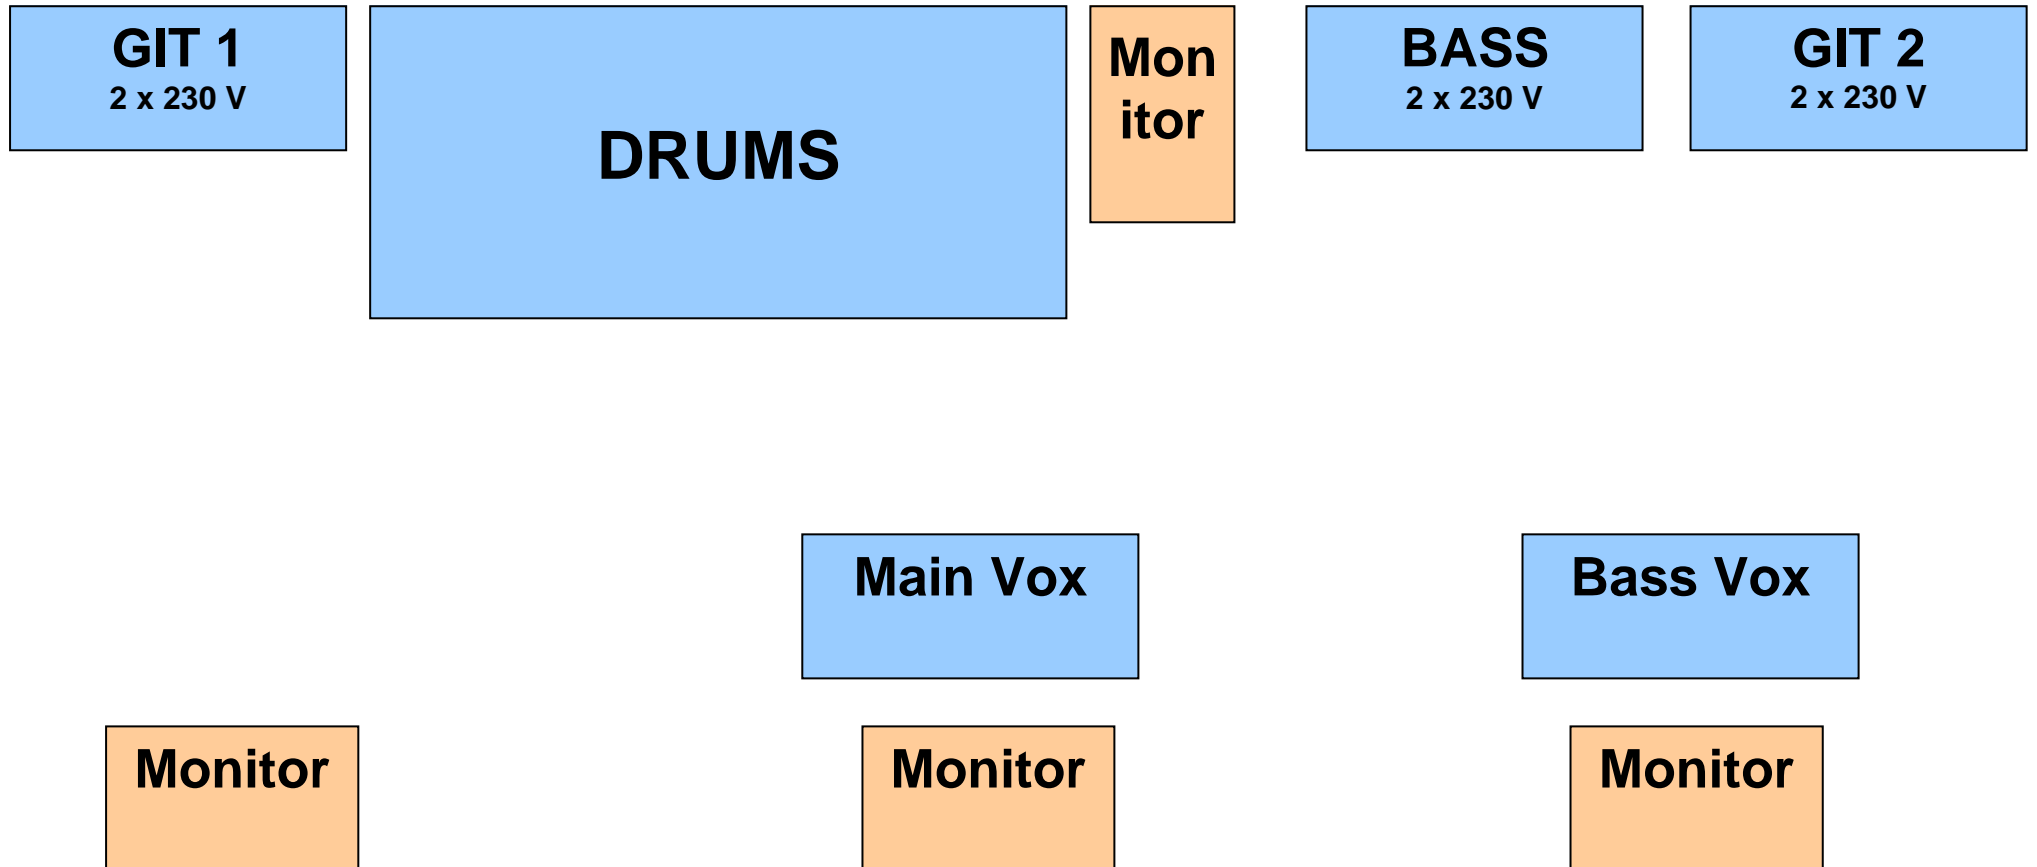 GIT 1
2 x 230 V
DRUMS
Mon
itor
BASS
2 x 230 V
GIT 2
2 x 230 V
Main Vox
Bass Vox
Monitor
Monitor
Monitor